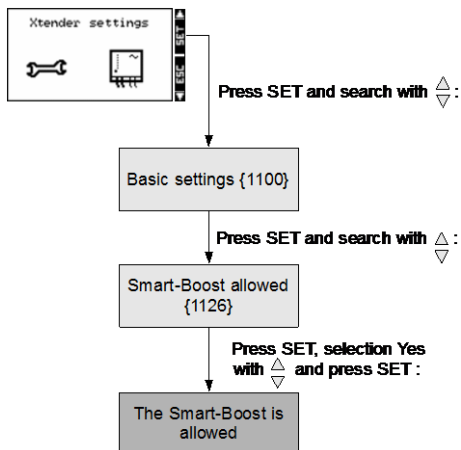 Xtender settings
SET
ESC
Press SET and search with △▽ :
Basic settings {1100}
Press SET and search with △▽ :
Smart-Boost allowed
{1126}
Press SET, selection Yes
with △▽ and press SET :
The Smart-Boost is
allowed